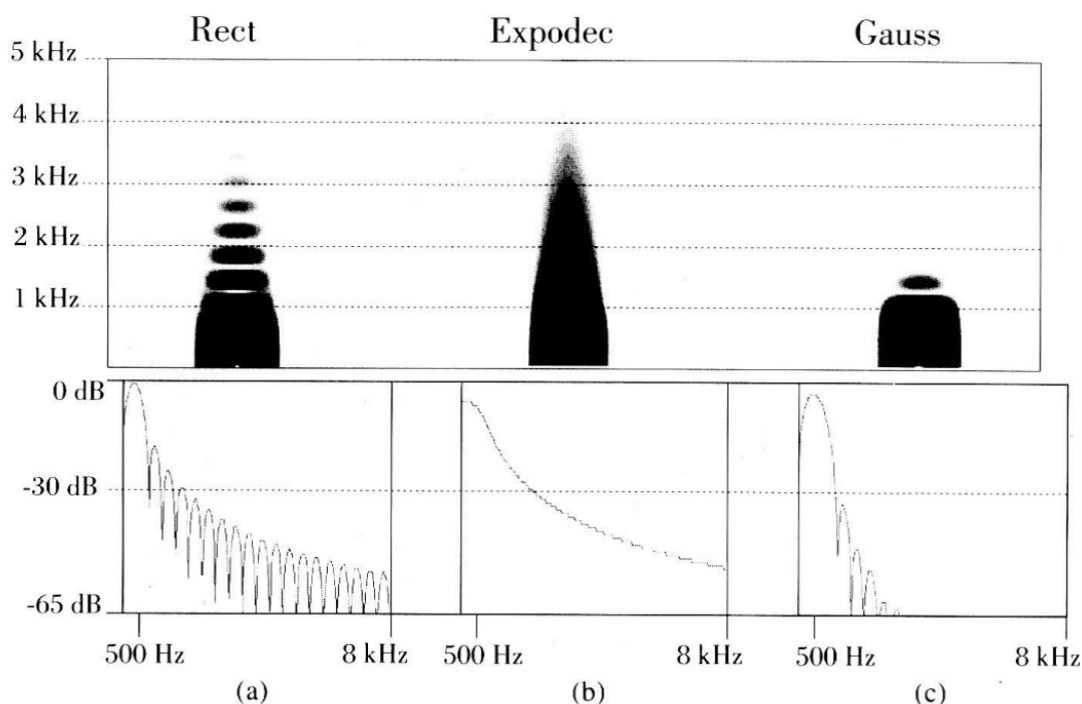 Rect Expodec Gauss
5 kHz
4 kHz
3 kHz
2 kHz
1 kHz
0 dB
-30 dB
-65 dB
500 Hz 8 kHz 500 Hz 8 kHz 500 Hz 8 kHz
(a) (b) (c)